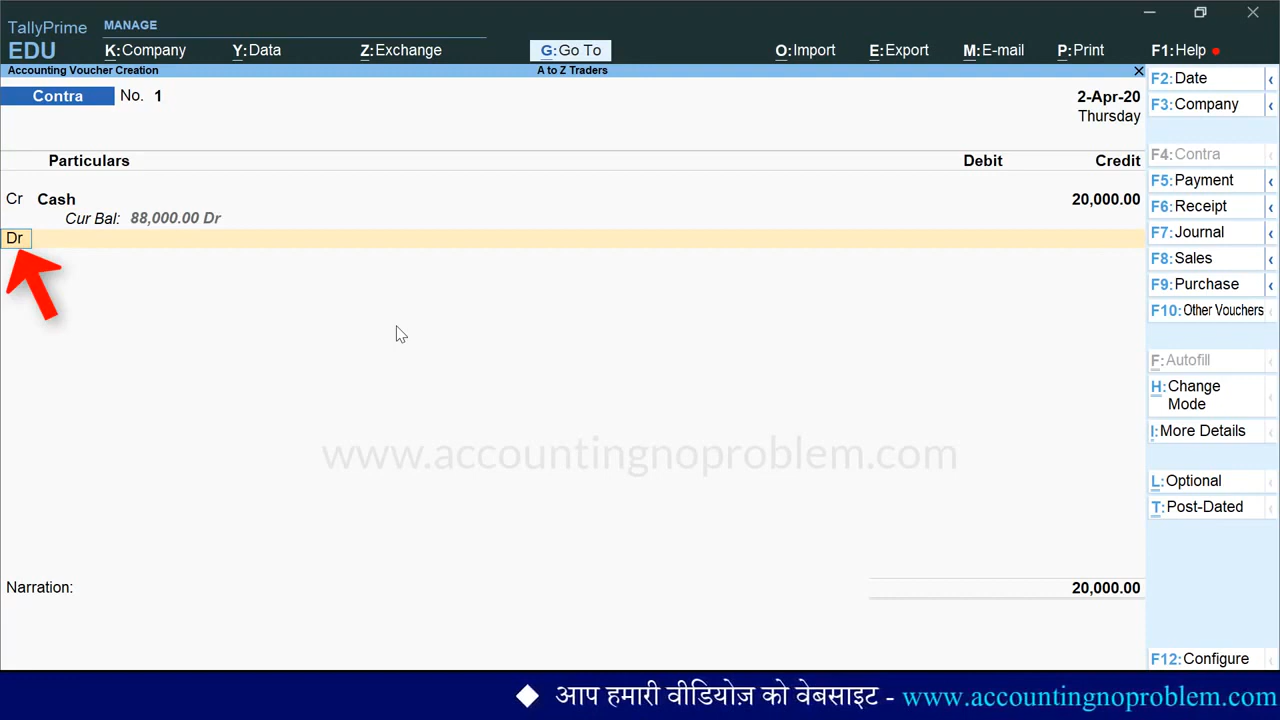 TallyPrime
MANAGE
EDU
K:Company
Y:Data
Z:Exchange
G:Go To
O:Import
E:Export
M:E-mail
P:Print
F1:Help
Accounting Voucher Creation
A to Z Traders
Contra
No. 1
2-Apr-20
Thursday
Particulars
Debit
Credit
Cr Cash
20,000.00
Cur Bal: 88,000.00 Dr
Dr
www.accountingnoproblem.com
Narration:
20,000.00
F2:Date
F3:Company
F4:Contra
F5:Payment
F6:Receipt
F7:Journal
F8:Sales
F9:Purchase
F10:Other Vouchers
F:Autofill
H:Change
Mode
I:More Details
L:Optional
T:Post-Dated
F12:Configure
आप हमारी वीडियोज़ को वेबसाइट - www.accountingnoproblem.com